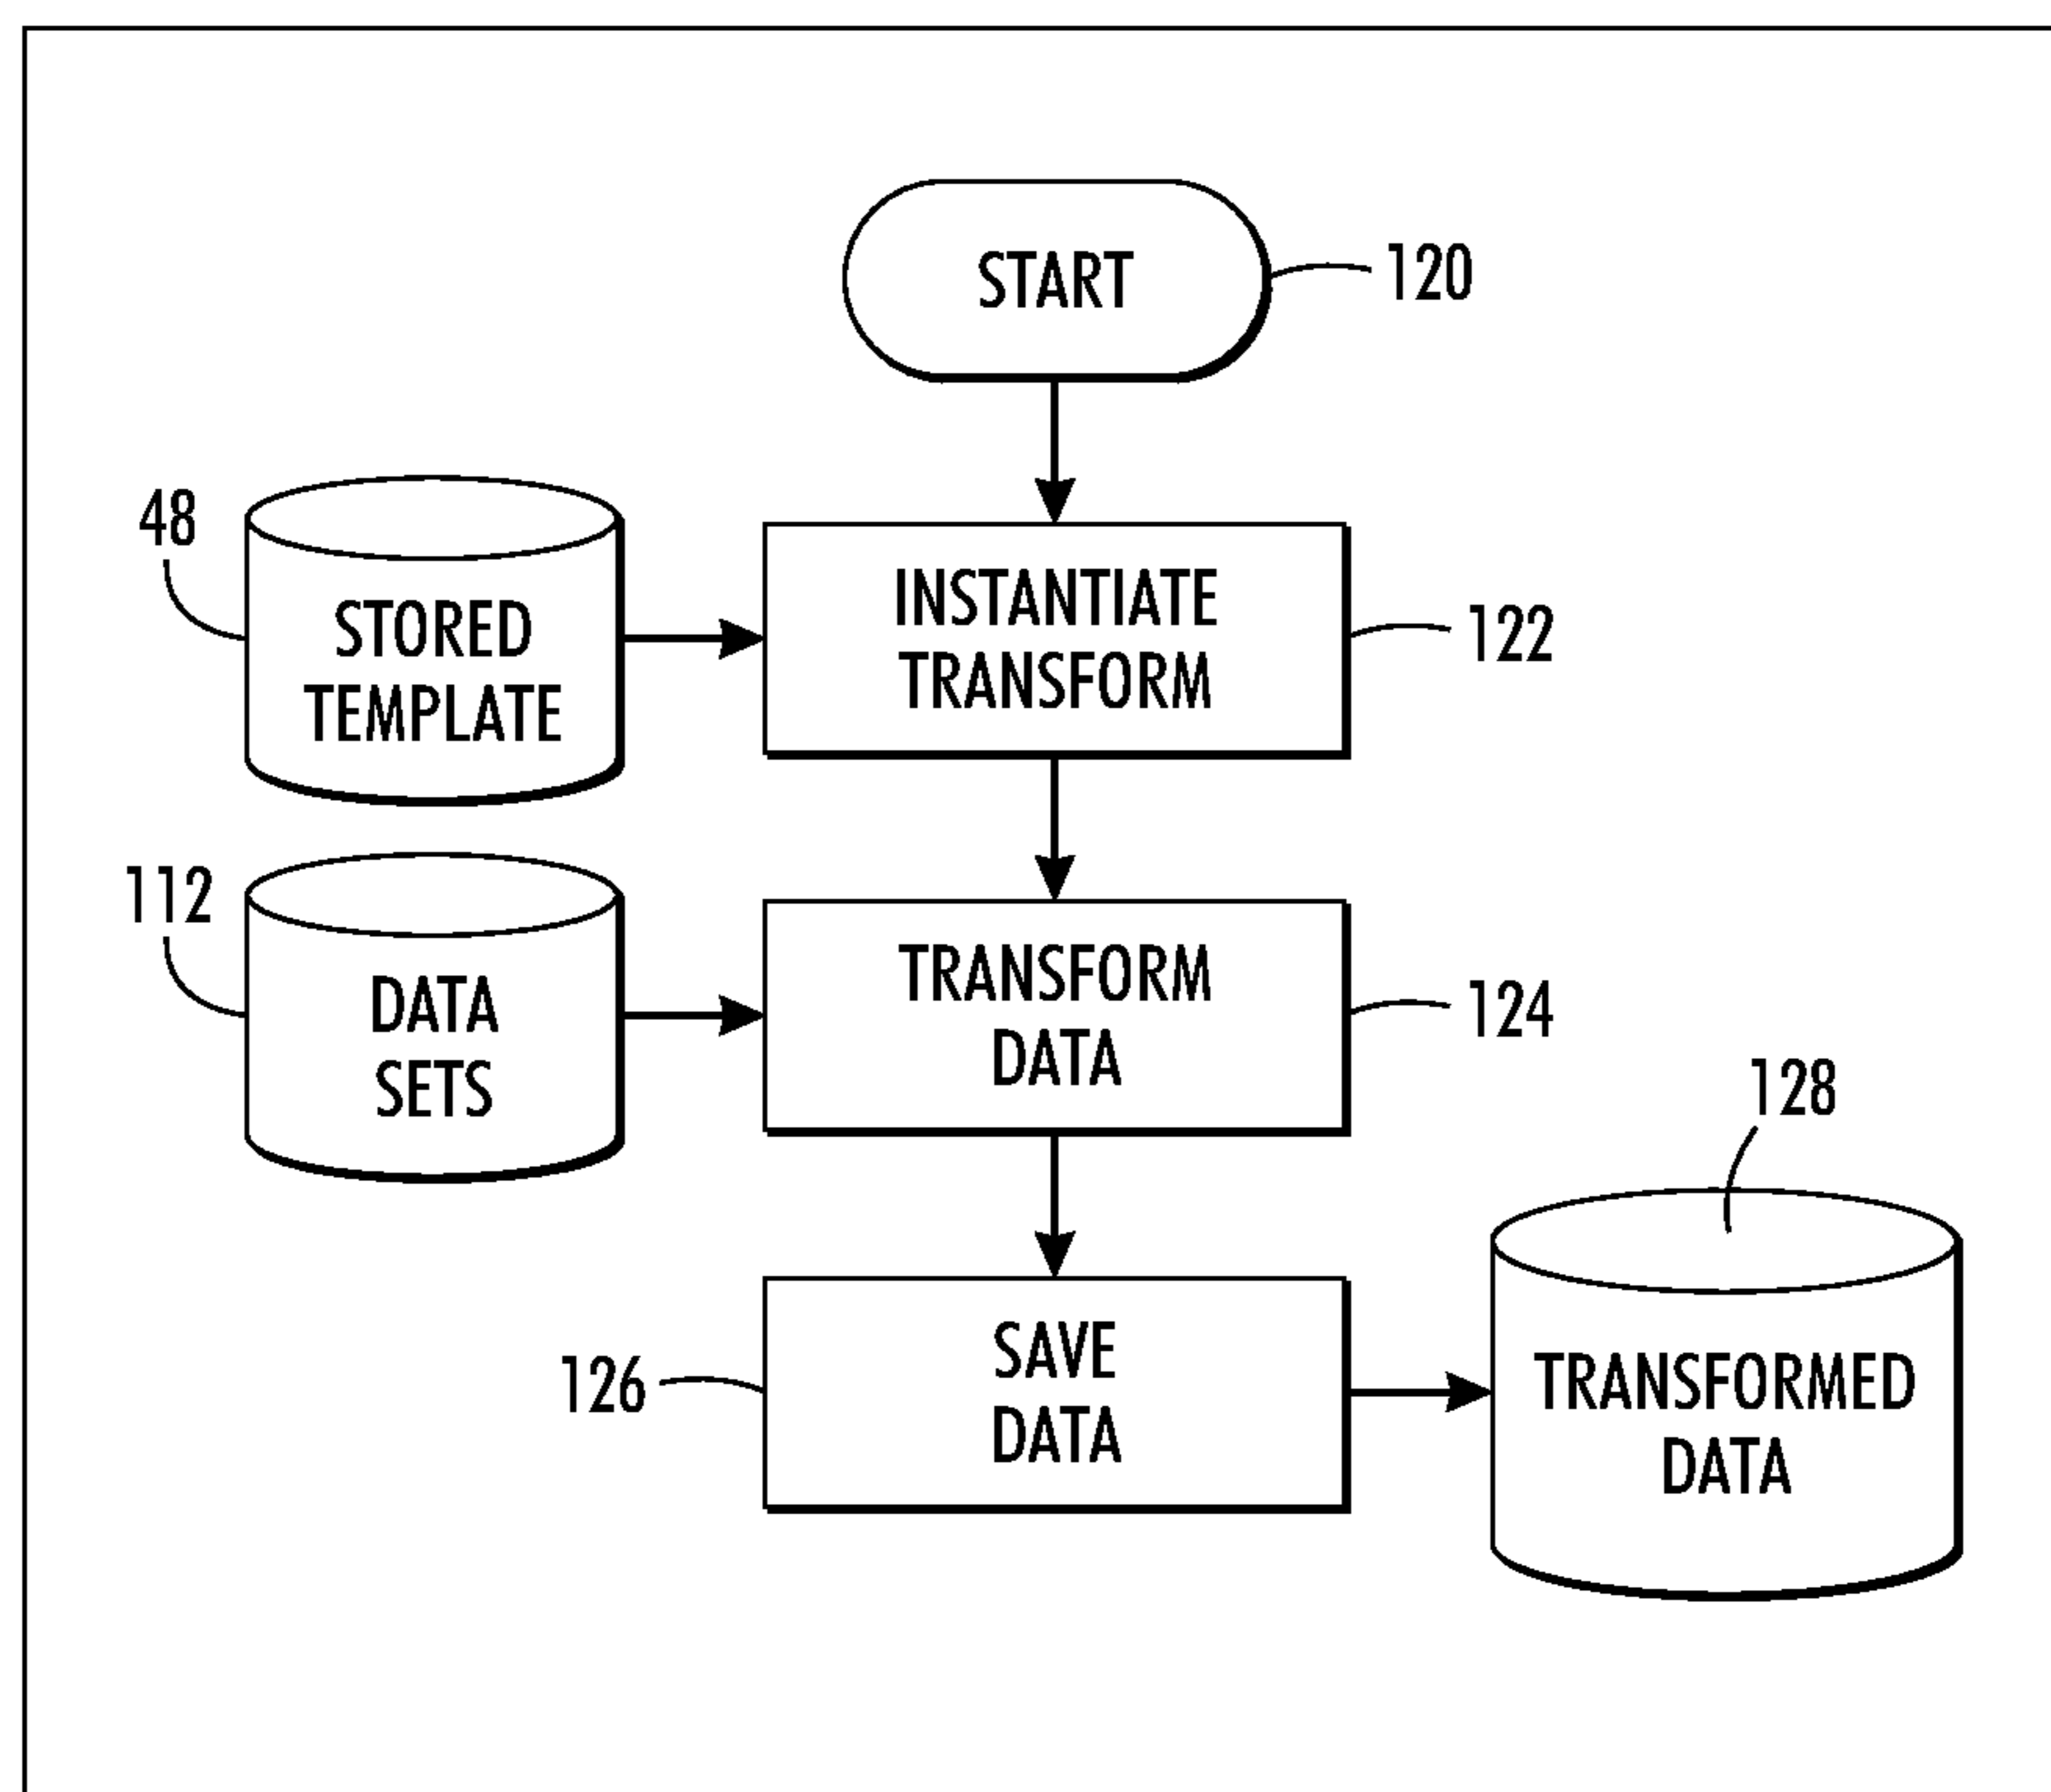 START
120
48
STORED
TEMPLATE
INSTANTIATE
TRANSFORM
122
112
DATA
SETS
TRANSFORM
DATA
124
128
126
SAVE
DATA
TRANSFORMED
DATA